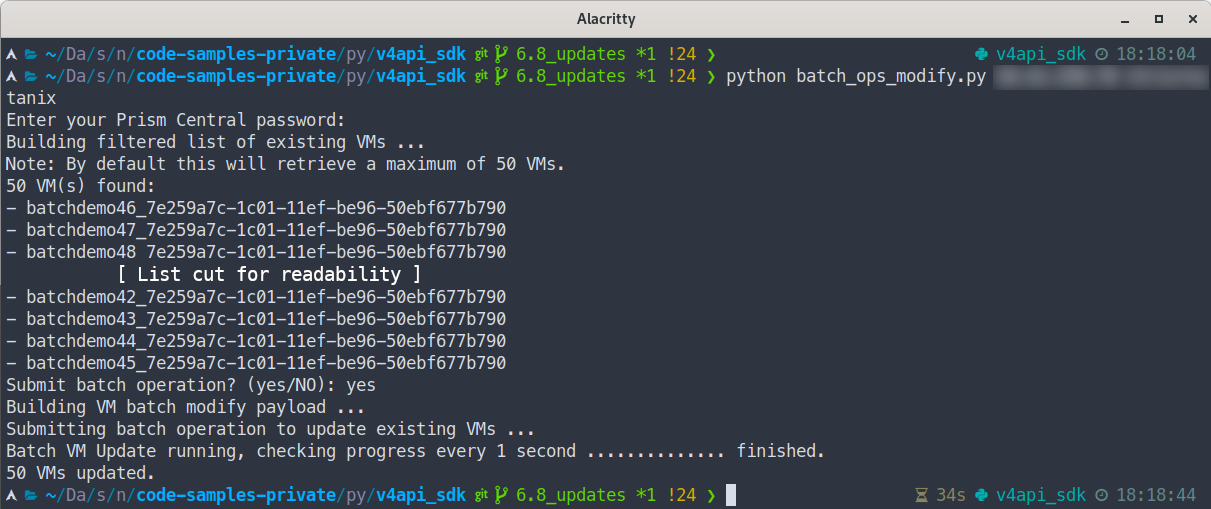 Alacritty
~/Da/s/n/code-samples-private/py/v4api_sdk git 6.8_updates *1 !24 ❯ v4api_sdk 18:18:04
~/Da/s/n/code-samples-private/py/v4api_sdk git 6.8_updates *1 !24 ❯ python batch_ops_modify.py
tanix
Enter your Prism Central password:
Building filtered list of existing VMs ...
Note: By default this will retrieve a maximum of 50 VMs.
50 VM(s) found:
- batchdemo46_7e259a7c-1c01-11ef-be96-50ebf677b790
- batchdemo47_7e259a7c-1c01-11ef-be96-50ebf677b790
- batchdemo48 7e259a7c-1c01-11ef-be96-50ebf677b790
[ List cut for readability ]
- batchdemo42_7e259a7c-1c01-11ef-be96-50ebf677b790
- batchdemo43_7e259a7c-1c01-11ef-be96-50ebf677b790
- batchdemo44_7e259a7c-1c01-11ef-be96-50ebf677b790
- batchdemo45_7e259a7c-1c01-11ef-be96-50ebf677b790
Submit batch operation? (yes/NO): yes
Building VM batch modify payload ...
Submitting batch operation to update existing VMs ...
Batch VM Update running, checking progress every 1 second .............. finished.
50 VMs updated.
~/Da/s/n/code-samples-private/py/v4api_sdk git 6.8_updates *1 !24 ❯ 34s v4api_sdk 18:18:44